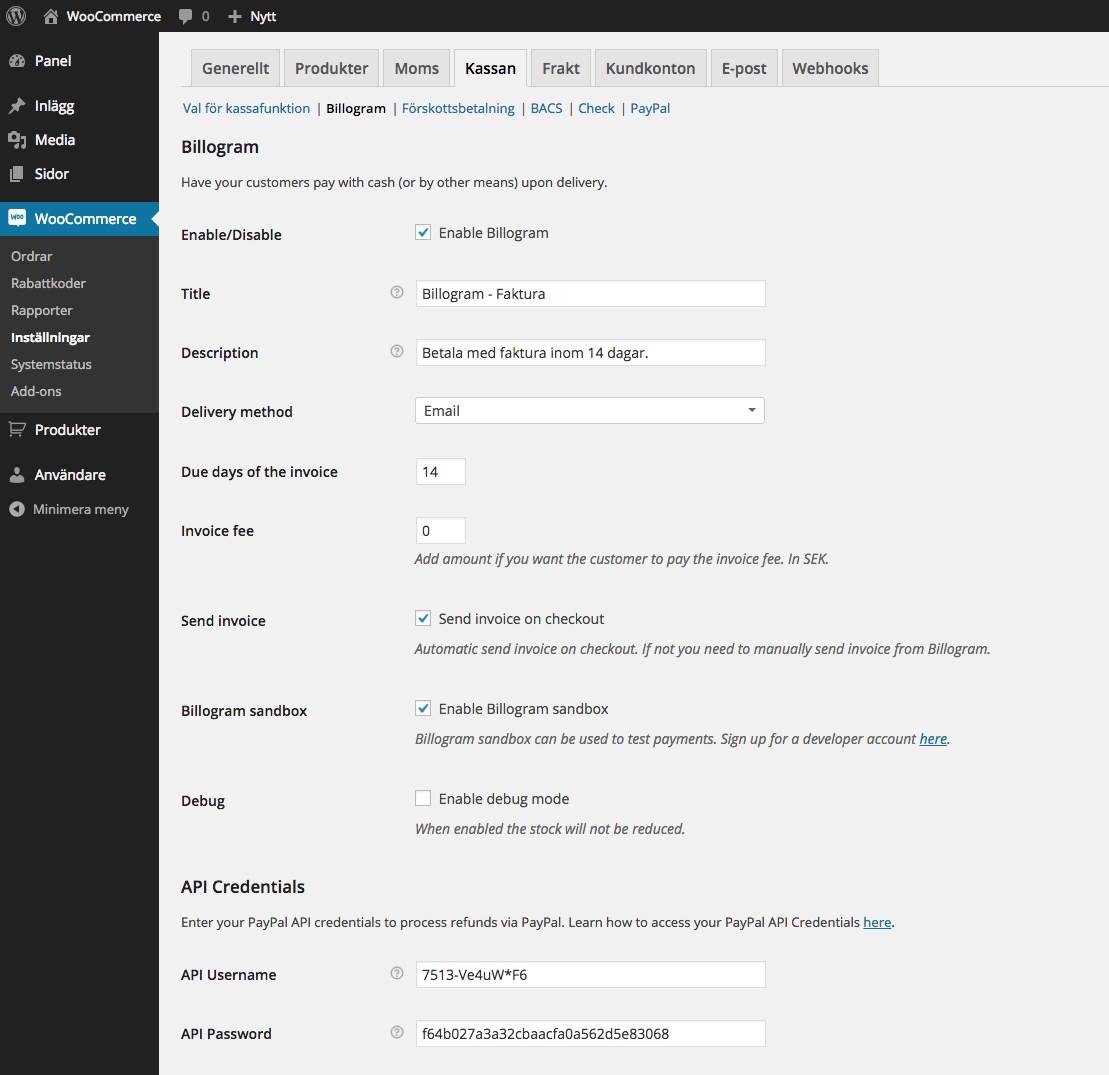 WooCommerce 0 Nytt
Panel
Inlägg
Media
Sidor
WooCommerce
Ordrar
Rabattkoder
Rapporter
Inställningar
Systemstatus
Add-ons
Produkter
Användare
Minimera meny
Generellt Produkter Moms Kassan Frakt Kundkonton E-post Webhooks
Val för kassafunktion | Billogram | Förskottsbetalning | BACS | Check | PayPal
Billogram
Have your customers pay with cash (or by other means) upon delivery.
Enable/Disable Enable Billogram
Title Billogram - Faktura
Description Betala med faktura inom 14 dagar.
Delivery method Email
Due days of the invoice 14
Invoice fee 0
Add amount if you want the customer to pay the invoice fee. In SEK.
Send invoice Send invoice on checkout
Automatic send invoice on checkout. If not you need to manually send invoice from Billogram.
Billogram sandbox Enable Billogram sandbox
Billogram sandbox can be used to test payments. Sign up for a developer account here.
Debug Enable debug mode
When enabled the stock will not be reduced.
API Credentials
Enter your PayPal API credentials to process refunds via PayPal. Learn how to access your PayPal API Credentials here.
API Username 7513-Ve4uW*F6
API Password f64b027a3a32cbaacfa0a562d5e83068